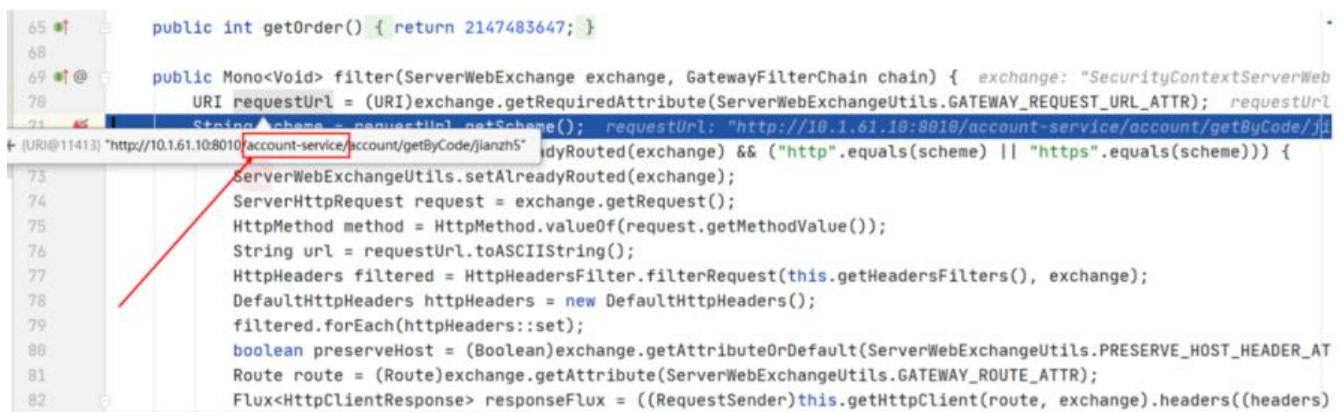 65 public int getOrder() { return 2147483647; }
68
69 @ public Mono<Void> filter(ServerWebExchange exchange, GatewayFilterChain chain) { exchange: "SecurityContextServerWeb
70 URI requestUrl = (URI)exchange.getRequiredAttribute(ServerWebExchangeUtils.GATEWAY_REQUEST_URL_ATTR); requestUrl
71 String scheme = requestUrl.getScheme(); requestUrl: "http://10.1.61.10:8010/account-service/account/getByCode/ji
+ {URI@11413} "http://10.1.61.10:8010/account-service/account/getByCode/jianzh5" dyRouted(exchange) && ("http".equals(scheme) || "https".equals(scheme))) {
73 ServerWebExchangeUtils.setAlreadyRouted(exchange);
74 ServerHttpRequest request = exchange.getRequest();
75 HttpMethod method = HttpMethod.valueOf(request.getMethodValue());
76 String url = requestUrl.toASCIIString();
77 HttpHeaders filtered = HttpHeadersFilter.filterRequest(this.getHeadersFilters(), exchange);
78 DefaultHttpHeaders httpHeaders = new DefaultHttpHeaders();
79 filtered.forEach(httpHeaders::set);
80 boolean preserveHost = (Boolean)exchange.getAttributeOrDefault(ServerWebExchangeUtils.PRESERVE_HOST_HEADER_AT
81 Route route = (Route)exchange.getAttribute(ServerWebExchangeUtils.GATEWAY_ROUTE_ATTR);
82 Flux<HttpClientResponse> responseFlux = ((RequestSender)this.getHttpClient(route, exchange).headers((headers)